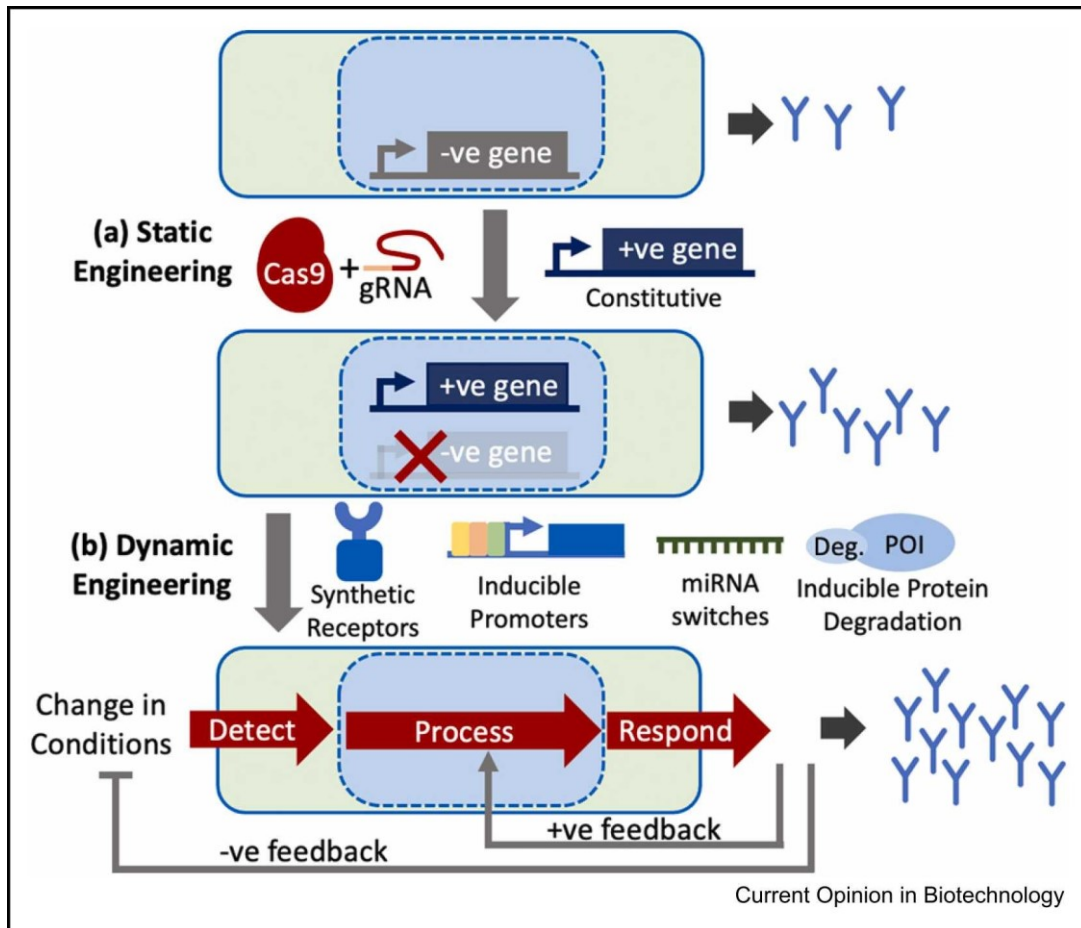 -ve gene
(a) Static
Engineering
Cas9
+
gRNA
+ve gene
Constitutive
+ve gene
-ve gene
(b) Dynamic
Engineering
Synthetic
Receptors
Inducible
Promoters
miRNA
switches
Deg.
POI
Inducible Protein
Degradation
Change in
Conditions
Detect
Process
Respond
+ve feedback
-ve feedback
Current Opinion in Biotechnology